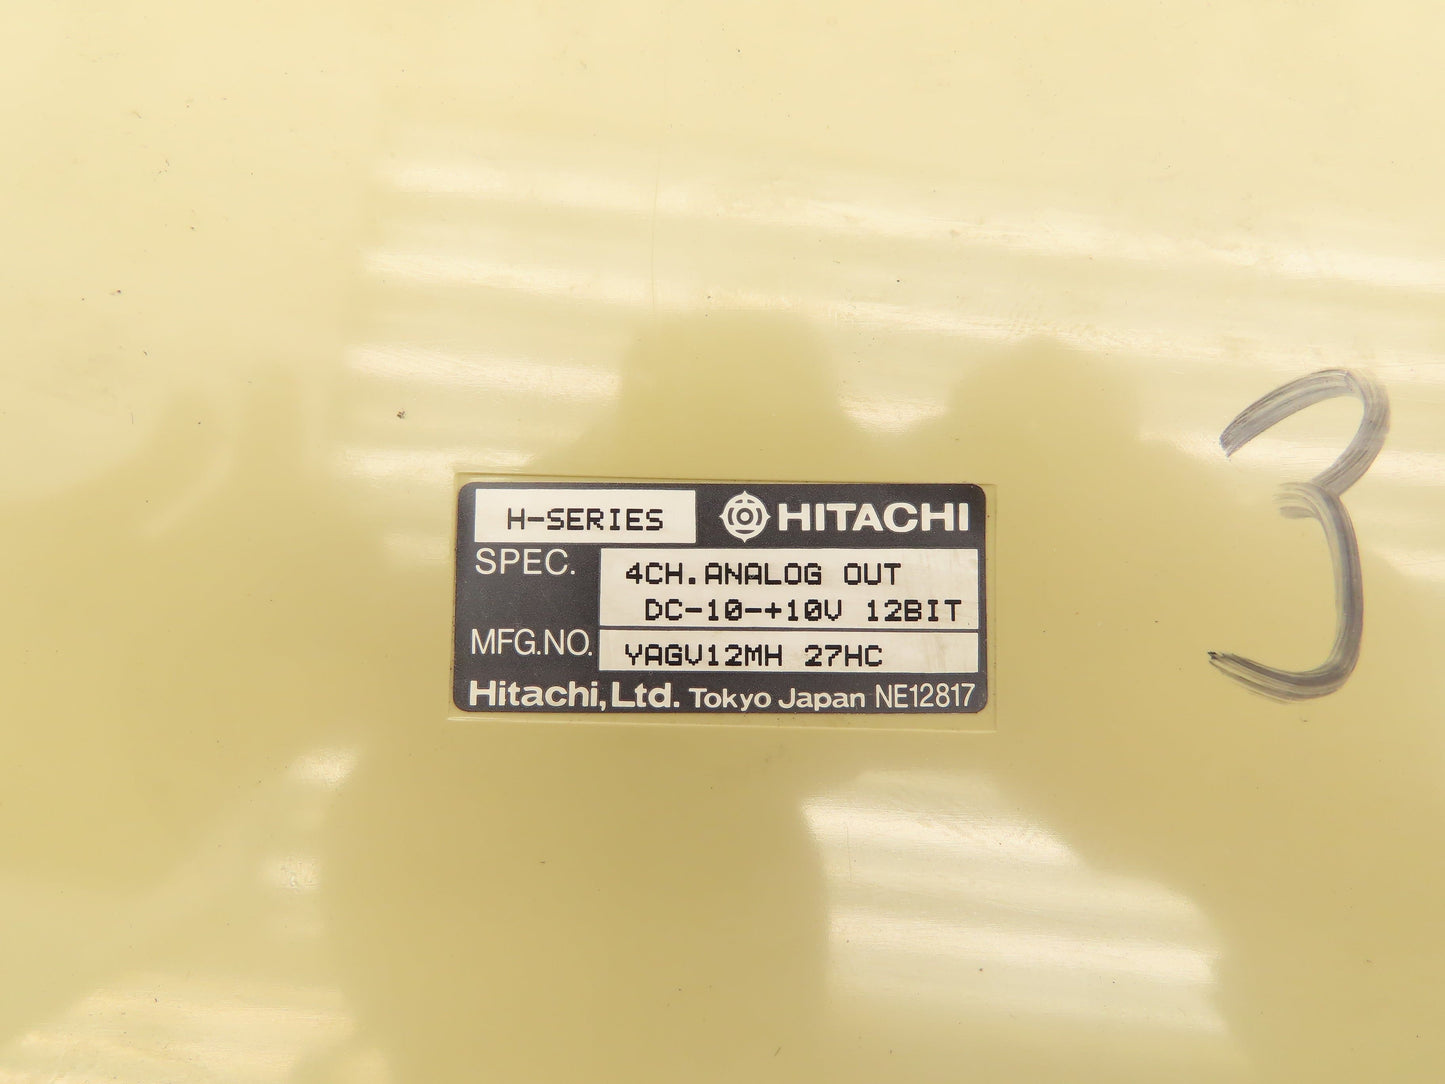 H-SERIES HITACHI
SPEC. 4CH.ANALOG OUT
DC-10-+10V 12BIT
MFG.NO. YAGV12MH 27HC
Hitachi,Ltd. Tokyo Japan NE12817
3